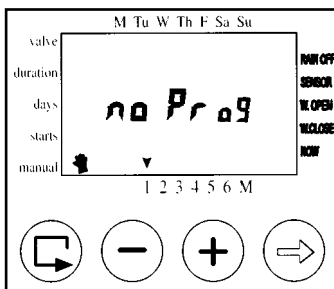 M Tu W Th F Sa Su
valve
duration
days
starts
manual
no Prog
RAIN OFF
SENSOR
W. OPEN
W.CLOSE
NOW
1 2 3 4 5 6 M